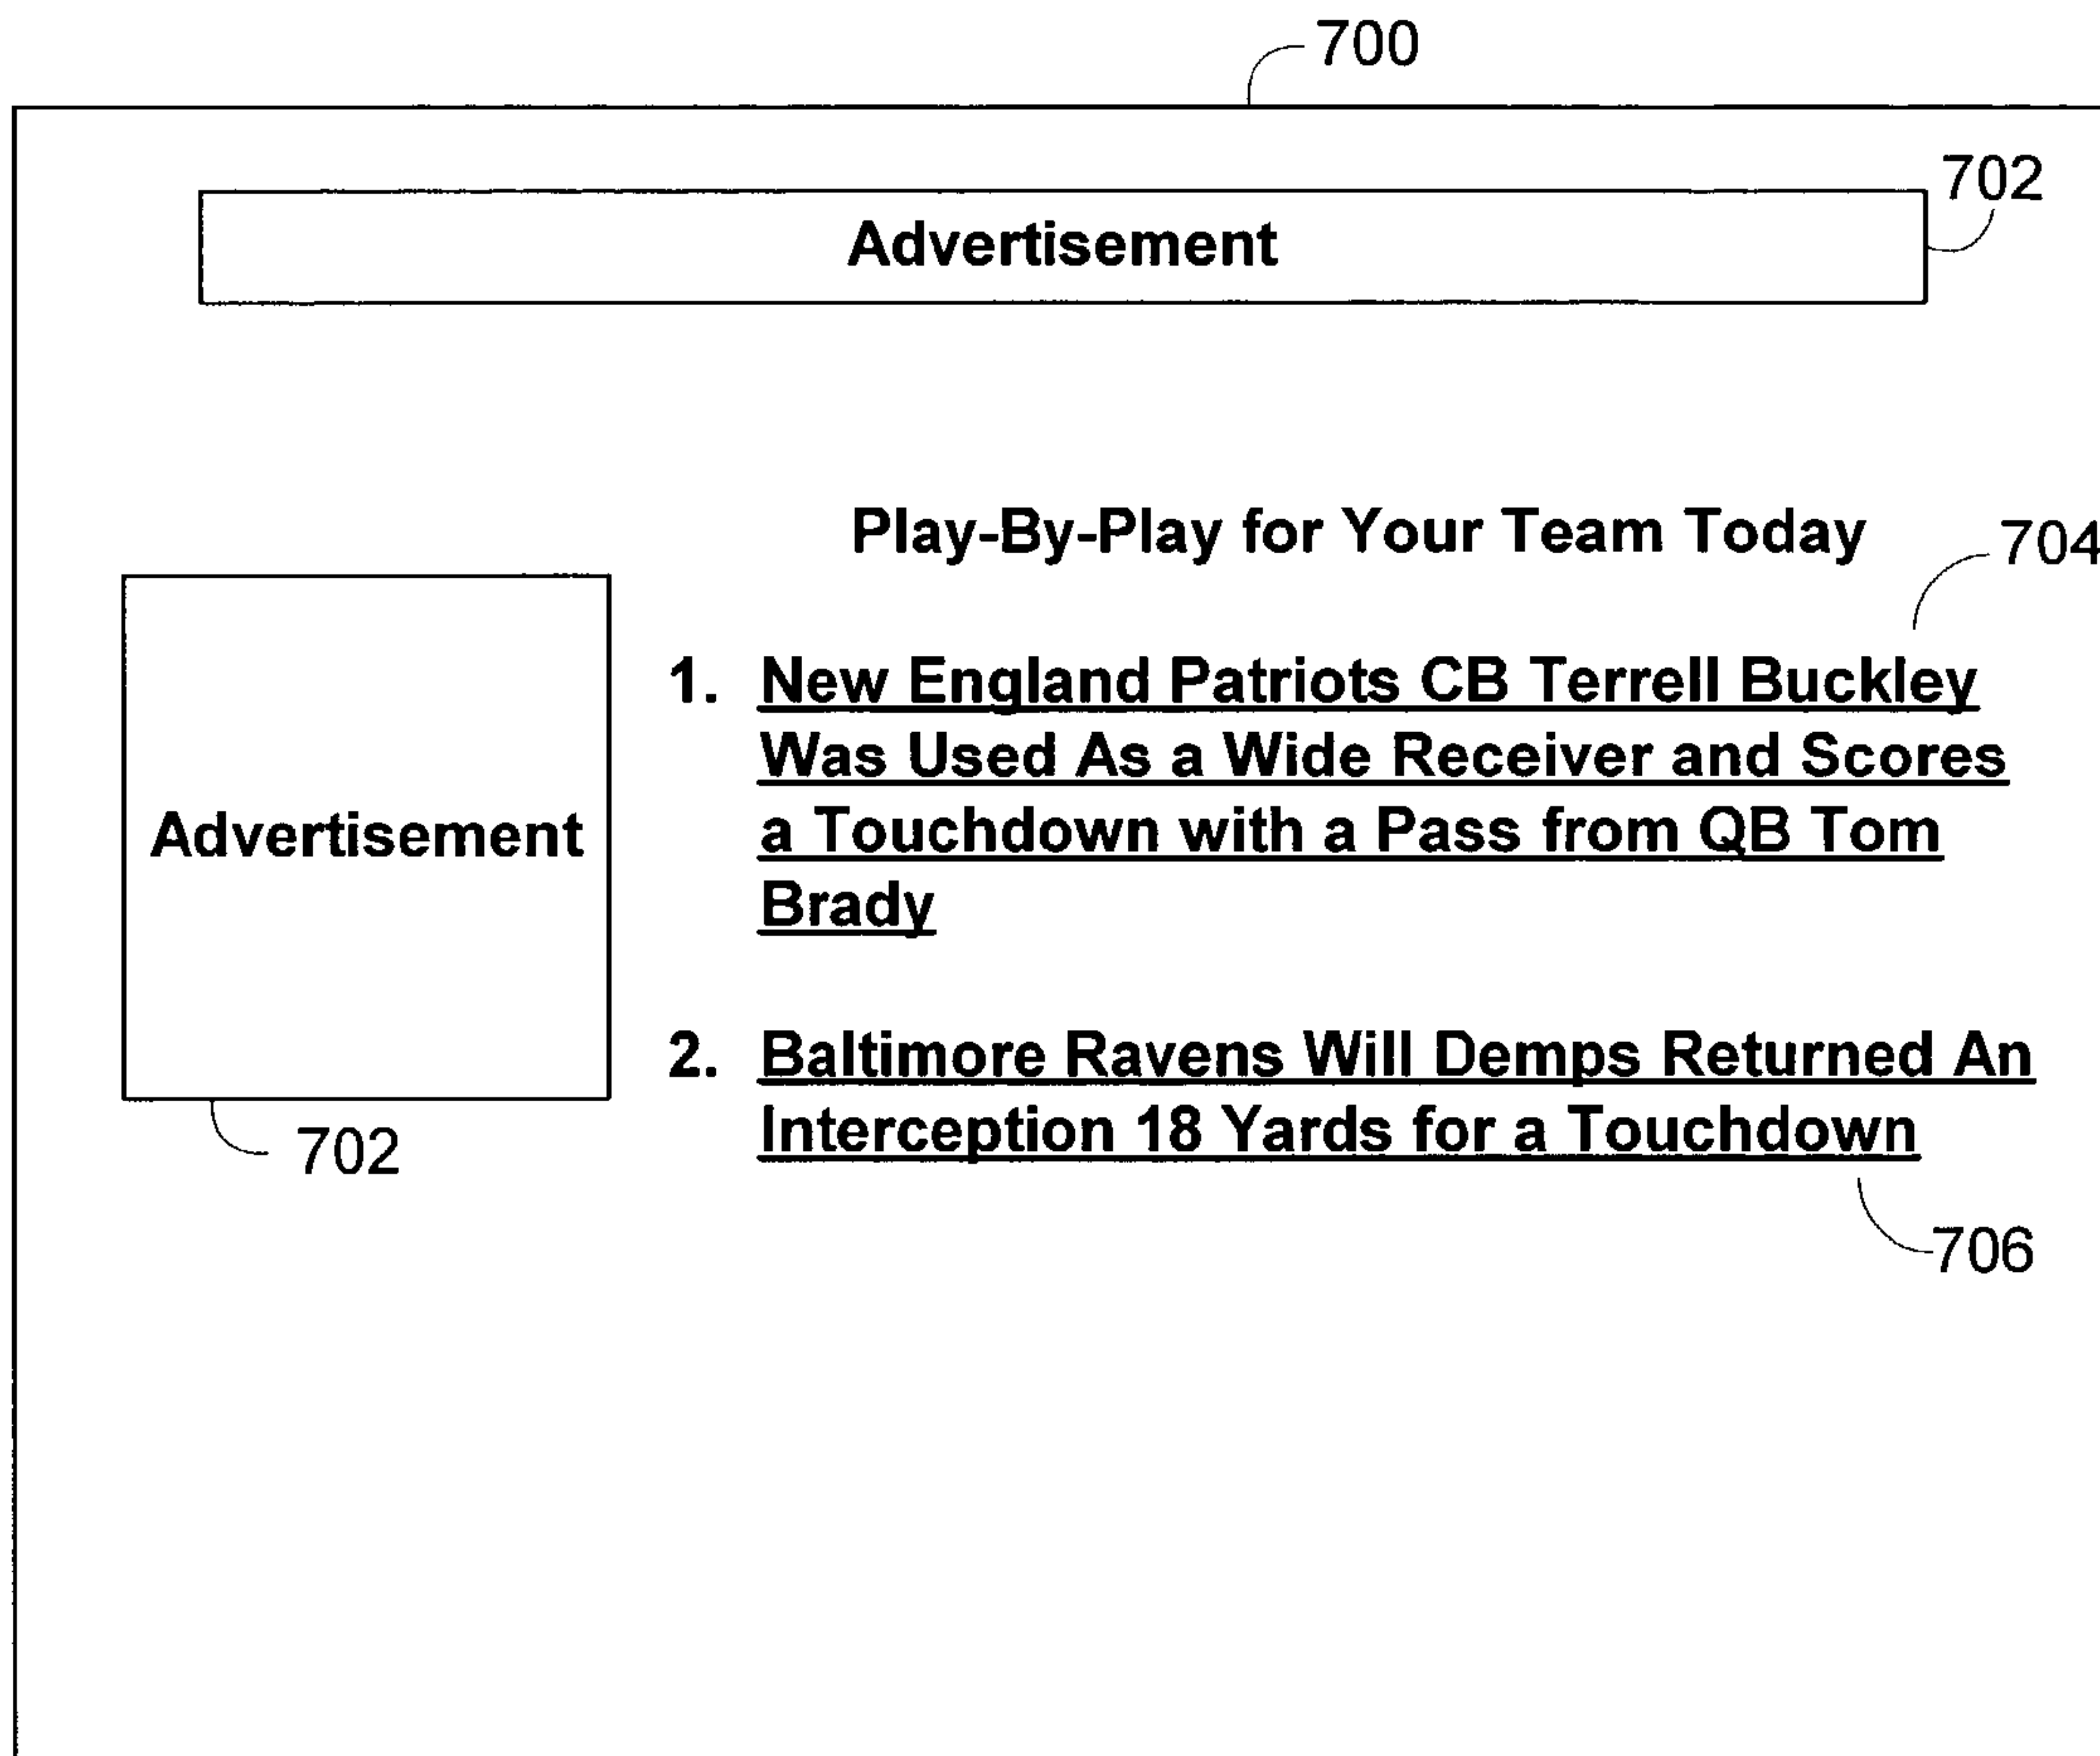 700
702
Advertisement
Play-By-Play for Your Team Today
704
1. New England Patriots CB Terrell Buckley
Was Used As a Wide Receiver and Scores
a Touchdown with a Pass from QB Tom
Brady
Advertisement
2. Baltimore Ravens Will Demps Returned An
Interception 18 Yards for a Touchdown
702
706